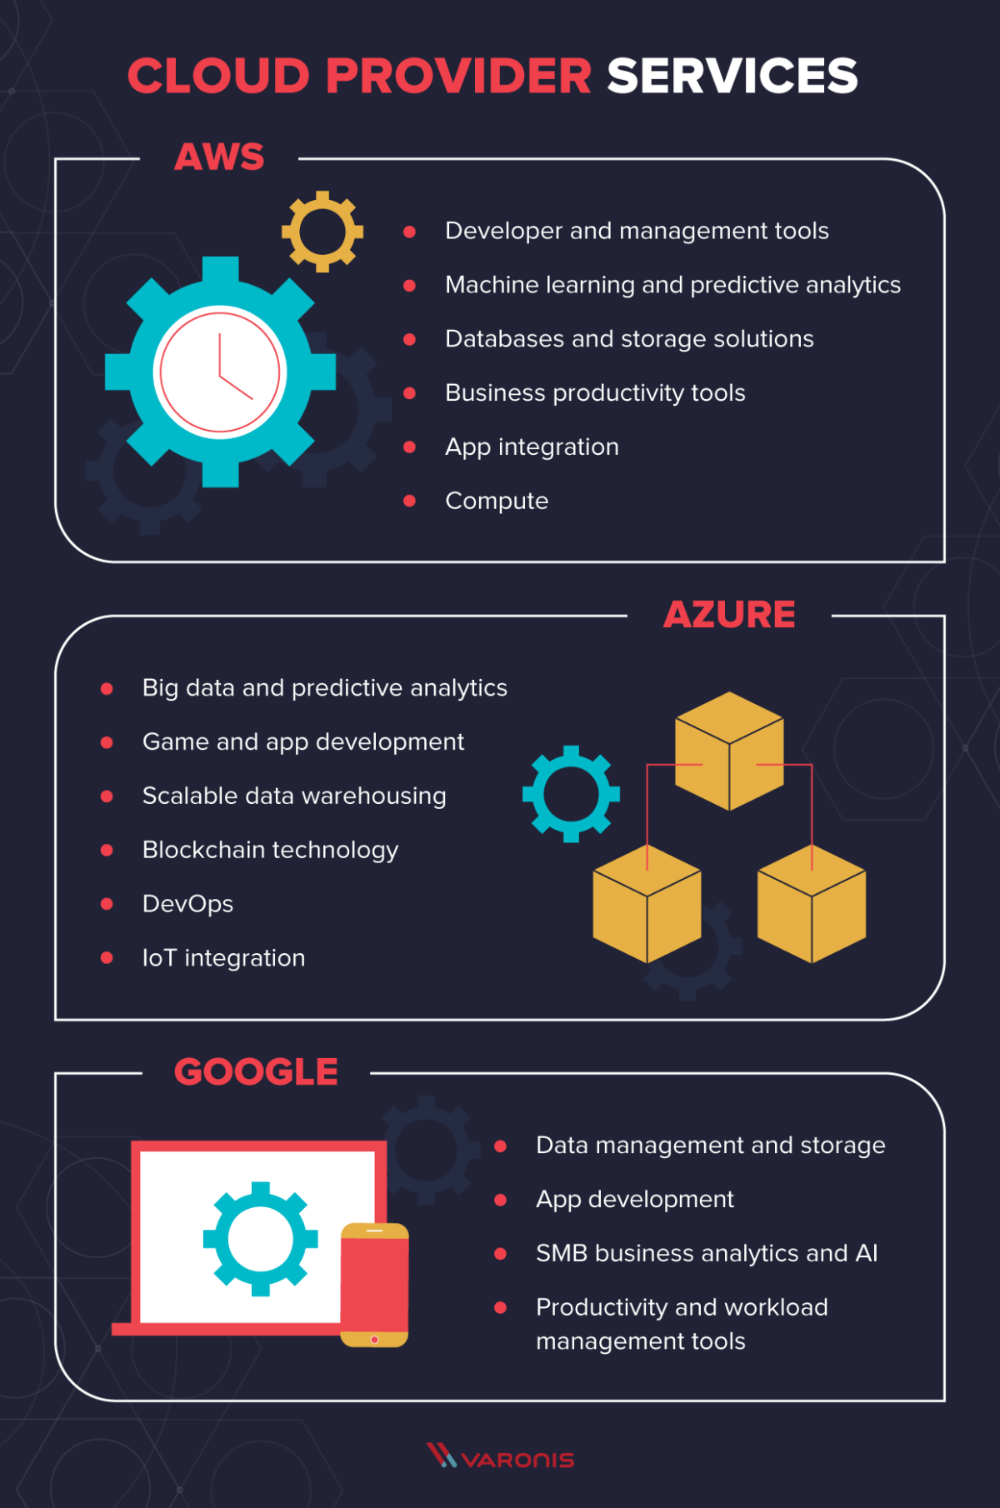 CLOUD PROVIDER SERVICES
AWS
Developer and management tools
Machine learning and predictive analytics
Databases and storage solutions
Business productivity tools
App integration
Compute
AZURE
Big data and predictive analytics
Game and app development
Scalable data warehousing
Blockchain technology
DevOps
IoT integration
GOOGLE
Data management and storage
App development
SMB business analytics and AI
Productivity and workload
management tools
VARONIS